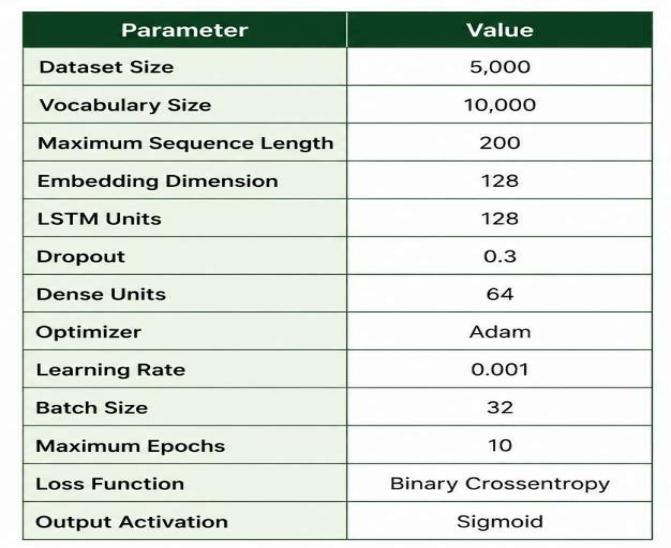 Parameter Value
Dataset Size 5,000
Vocabulary Size 10,000
Maximum Sequence Length 200
Embedding Dimension 128
LSTM Units 128
Dropout 0.3
Dense Units 64
Optimizer Adam
Learning Rate 0.001
Batch Size 32
Maximum Epochs 10
Loss Function Binary Crossentropy
Output Activation Sigmoid